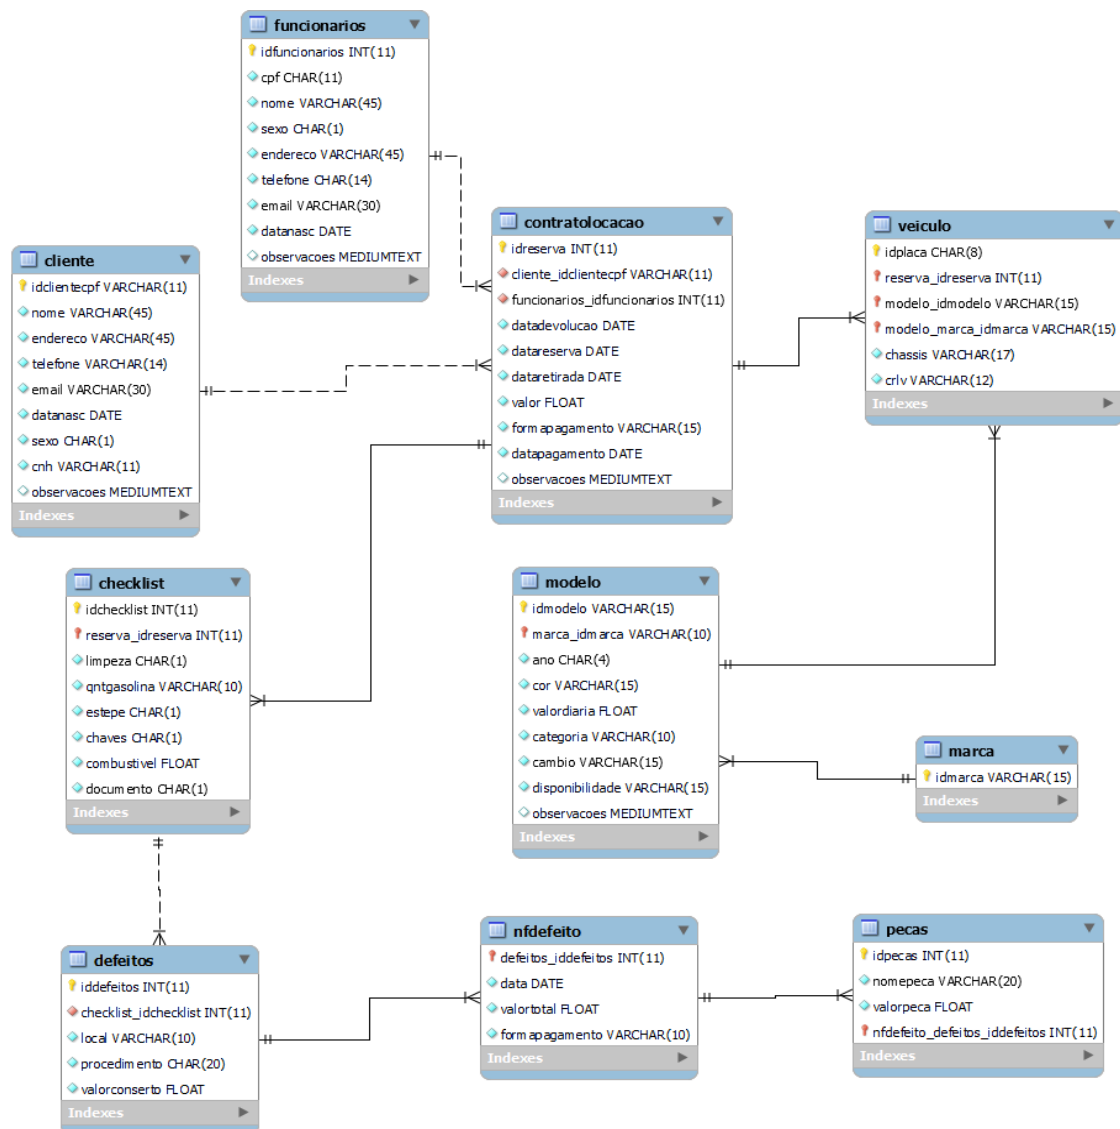 funcionarios
idfuncionarios INT(11)
cpf CHAR(11)
nome VARCHAR(45)
sexo CHAR(1)
endereco VARCHAR(45)
telefone CHAR(14)
email VARCHAR(30)
datanasc DATE
observacoes MEDIUMTEXT
Indexes
cliente
idclientecpf VARCHAR(11)
nome VARCHAR(45)
endereco VARCHAR(45)
telefone VARCHAR(14)
email VARCHAR(30)
datanasc DATE
sexo CHAR(1)
cnh VARCHAR(11)
observacoes MEDIUMTEXT
Indexes
contratolocacao
idreserva INT(11)
cliente_idclientecpf VARCHAR(11)
funcionarios_idfuncionarios INT(11)
datadevolucao DATE
datareserva DATE
dataretirada DATE
valor FLOAT
formapagamento VARCHAR(15)
datapagamento DATE
observacoes MEDIUMTEXT
Indexes
veiculo
idplaca CHAR(8)
reserva_idreserva INT(11)
modelo_idmodelo VARCHAR(15)
modelo_marca_idmarca VARCHAR(15)
chassis VARCHAR(17)
crlv VARCHAR(12)
Indexes
checklist
idchecklist INT(11)
reserva_idreserva INT(11)
limpeza CHAR(1)
qntgasolina VARCHAR(10)
estepe CHAR(1)
chaves CHAR(1)
combustivel FLOAT
documento CHAR(1)
Indexes
modelo
idmodelo VARCHAR(15)
marca_idmarca VARCHAR(10)
ano CHAR(4)
cor VARCHAR(15)
valordiaria FLOAT
categoria VARCHAR(10)
cambio VARCHAR(15)
disponibilidade VARCHAR(15)
observacoes MEDIUMTEXT
Indexes
marca
idmarca VARCHAR(15)
Indexes
defeitos
iddefeitos INT(11)
checklist_idchecklist INT(11)
local VARCHAR(10)
procedimento CHAR(20)
valorconserto FLOAT
Indexes
nfdefeito
defeitos_iddefeitos INT(11)
data DATE
valortotal FLOAT
formapagamento VARCHAR(10)
Indexes
pecas
idpecas INT(11)
nomepeca VARCHAR(20)
valorpeca FLOAT
nfdefeito_defeitos_iddefeitos INT(11)
Indexes